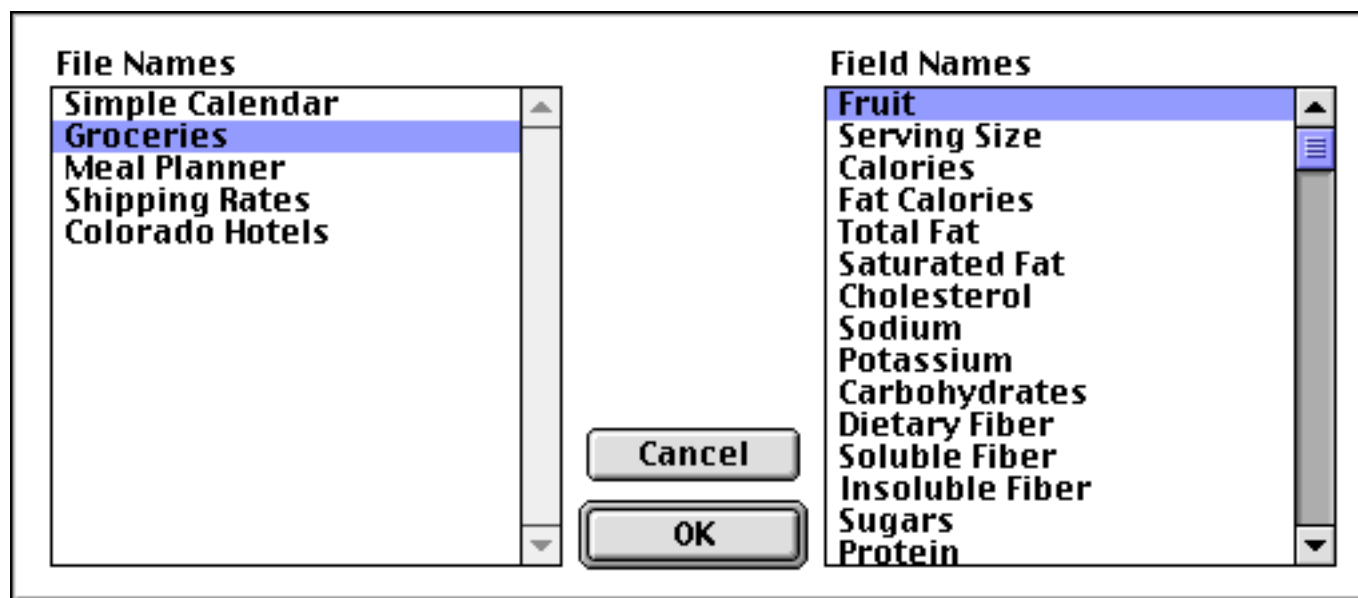 File Names
Simple Calendar
Groceries
Meal Planner
Shipping Rates
Colorado Hotels
Cancel
OK
Field Names
Fruit
Serving Size
Calories
Fat Calories
Total Fat
Saturated Fat
Cholesterol
Sodium
Potassium
Carbohydrates
Dietary Fiber
Soluble Fiber
Insoluble Fiber
Sugars
Protein